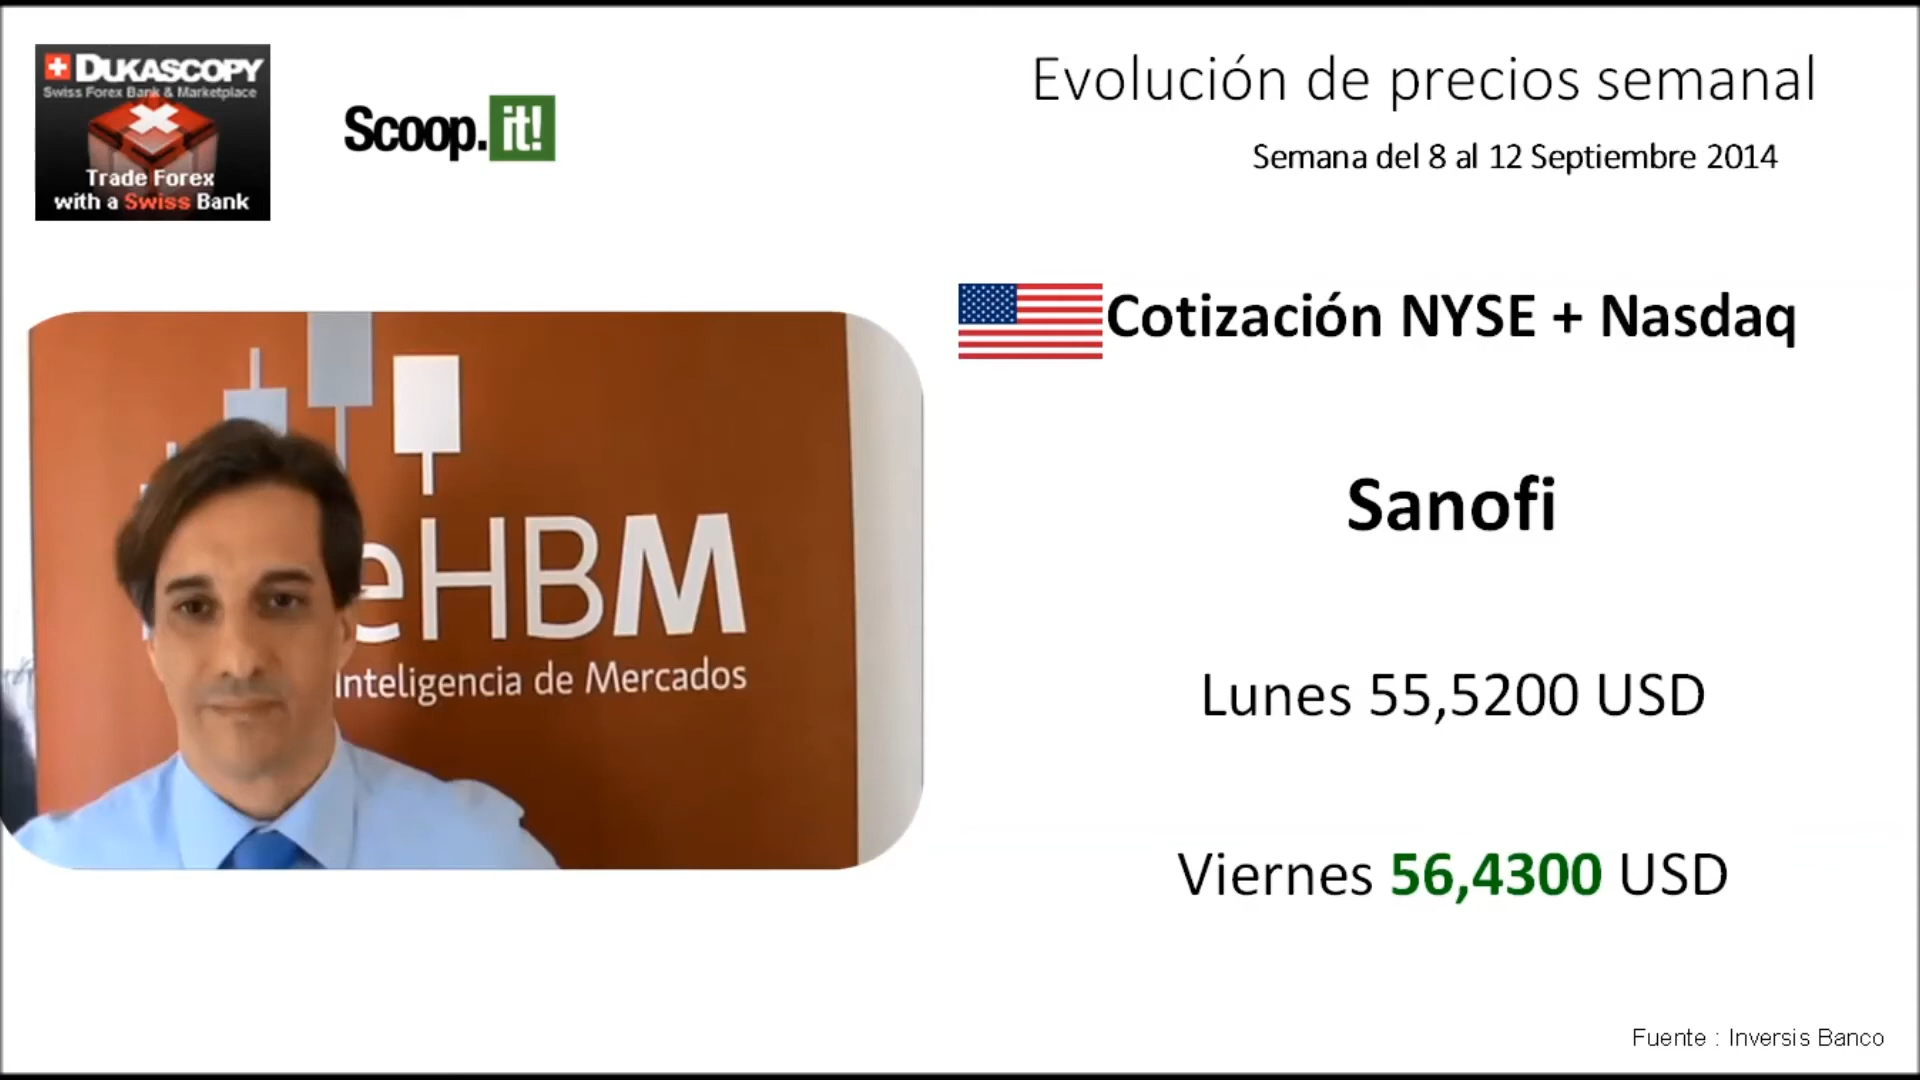 DUKASCOPY
Swiss Forex Bank & Marketplace
Trade Forex
with a Swiss Bank
Scoop.it!
Evolución de precios semanal
Semana del 8 al 12 Septiembre 2014
Cotización NYSE + Nasdaq
Sanofi
Lunes 55,5200 USD
Viernes 56,4300 USD
eHBM
Inteligencia de Mercados
Fuente : Inversis Banco